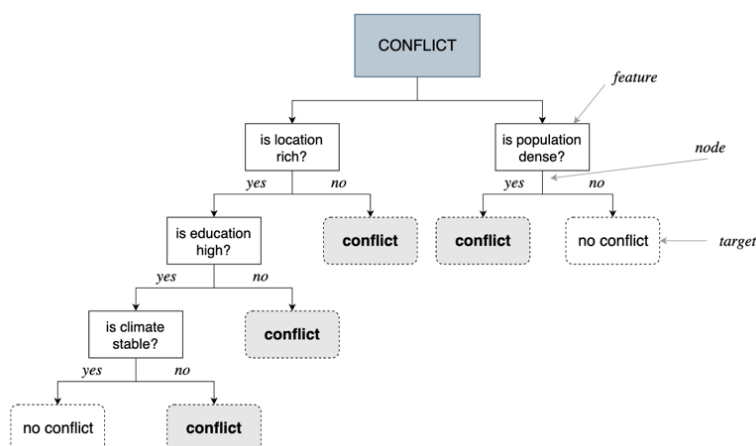 CONFLICT
feature
is location
rich?
is population
dense?
node
yes
no
yes
no
is education
high?
conflict
conflict
no conflict
target
yes
no
is climate
stable?
conflict
yes
no
no conflict
conflict